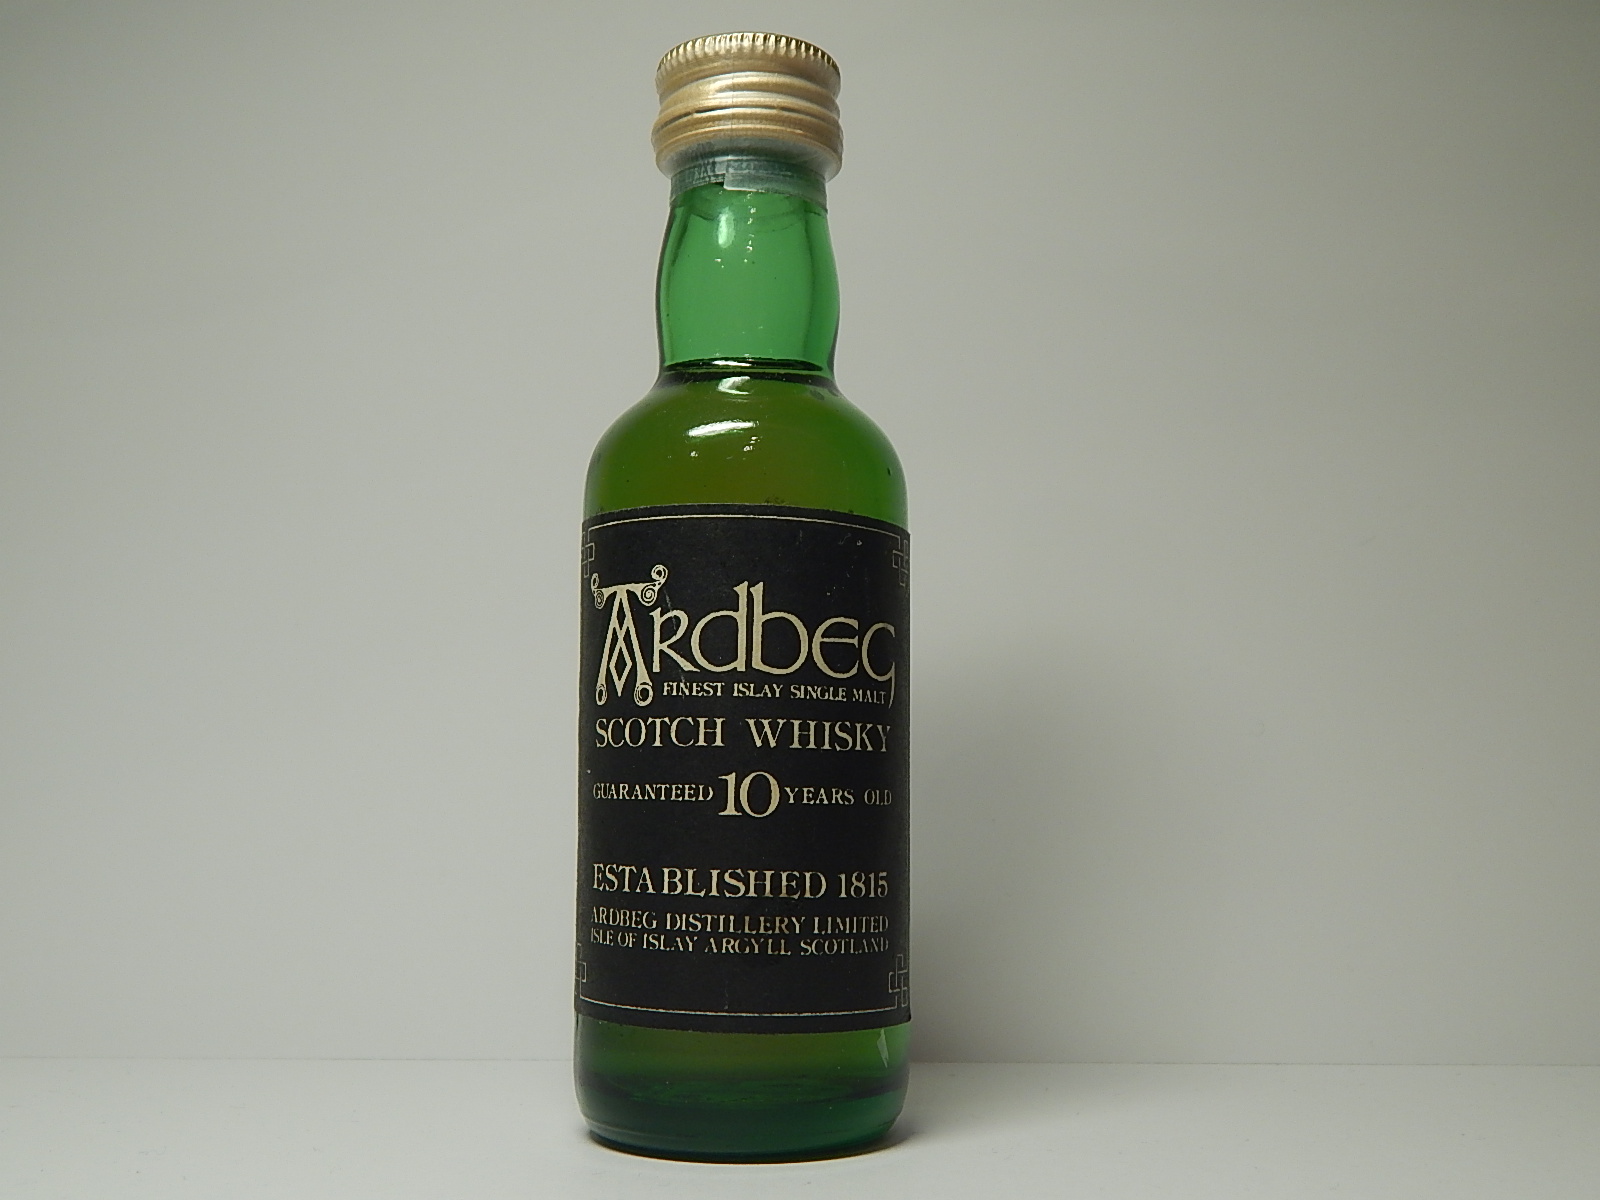 Ardbeg
FINEST ISLAY SINGLE MALT
SCOTCH WHISKY
GUARANTEED 10 YEARS OLD
ESTABLISHED 1815
ARDBEG DISTILLERY LIMITED
ISLE OF ISLAY ARGYLL SCOTLAND